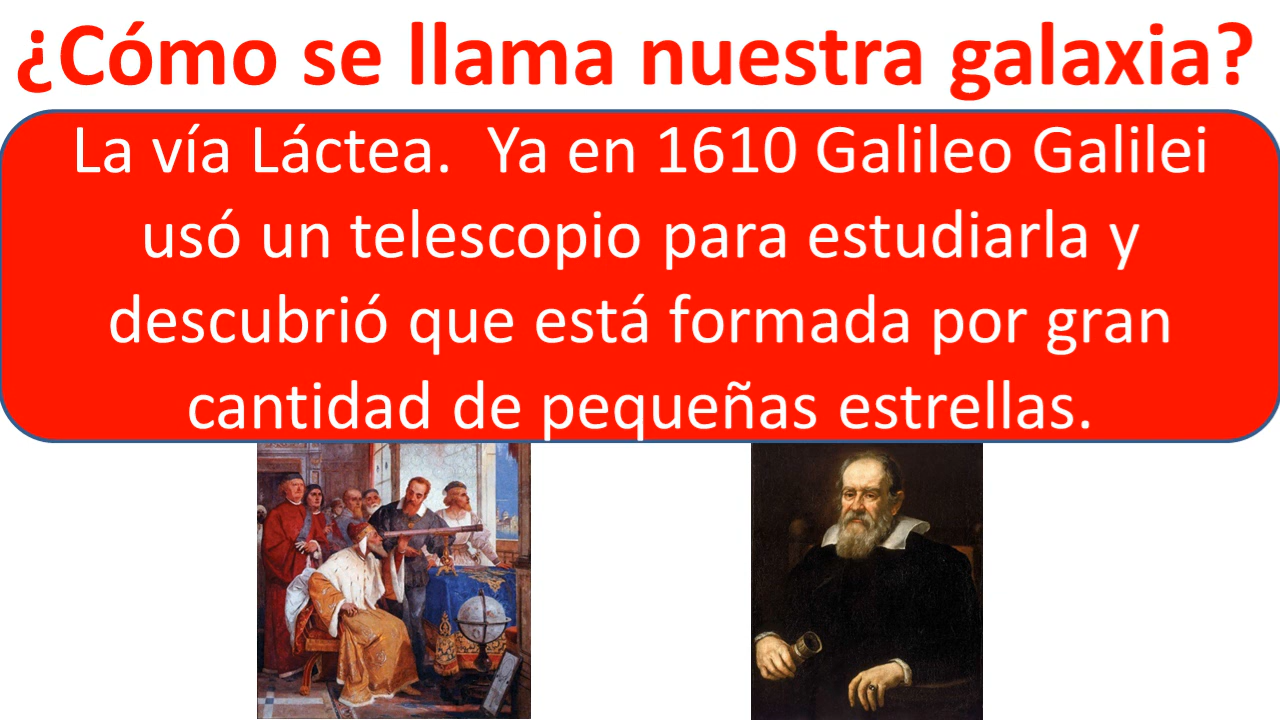 ¿Cómo se llama nuestra galaxia?
La vía Láctea.  Ya en 1610 Galileo Galilei
usó un telescopio para estudiarla y
descubrió que está formada por gran
cantidad de pequeñas estrellas.